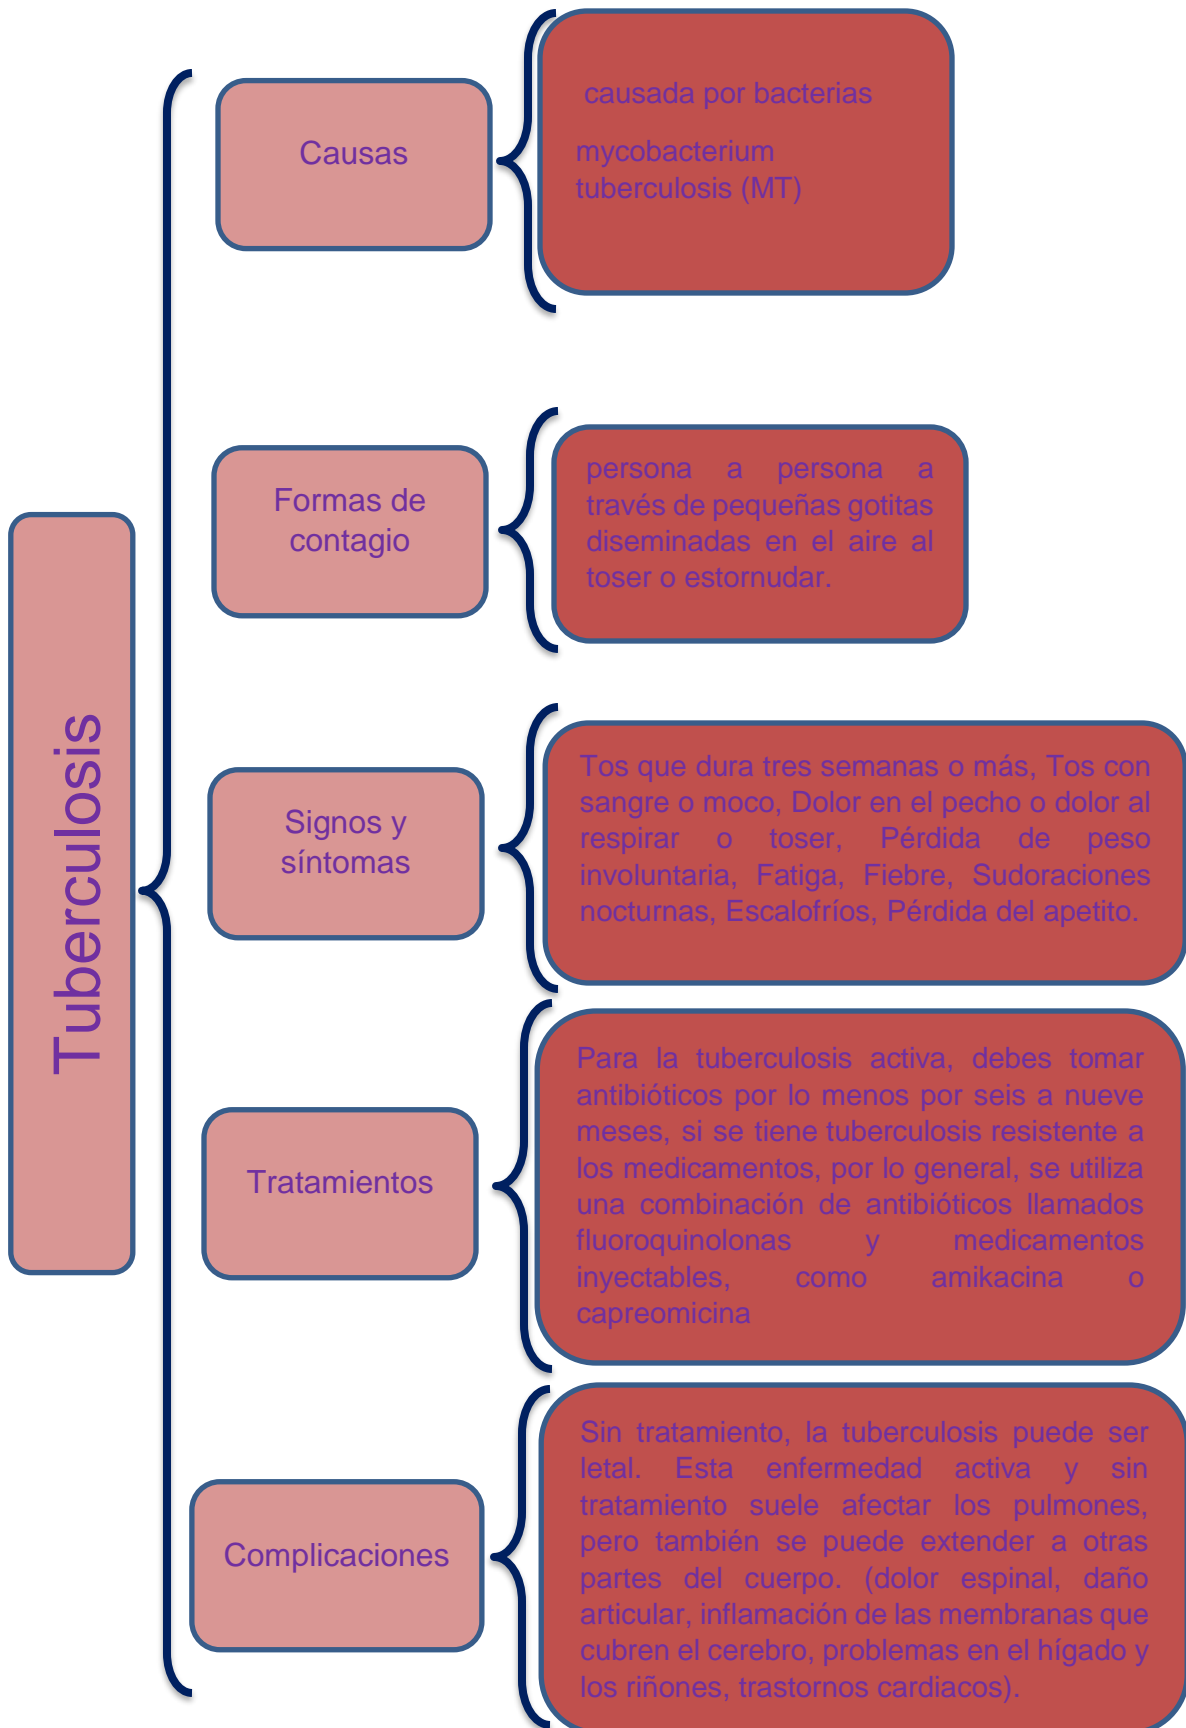 Tuberculosis
Causas
causada por bacterias
mycobacterium
tuberculosis (MT)
Formas de
contagio
persona a persona a
través de pequeñas gotitas
diseminadas en el aire al
toser o estornudar.
Signos y
síntomas
Tos que dura tres semanas o más, Tos con
sangre o moco, Dolor en el pecho o dolor al
respirar o toser, Pérdida de peso
involuntaria, Fatiga, Fiebre, Sudoraciones
nocturnas, Escalofríos, Pérdida del apetito.
Tratamientos
Para la tuberculosis activa, debes tomar
antibióticos por lo menos por seis a nueve
meses, si se tiene tuberculosis resistente a
los medicamentos, por lo general, se utiliza
una combinación de antibióticos llamados
fluoroquinolonas y medicamentos
inyectables, como amikacina o
capreomicina
Complicaciones
Sin tratamiento, la tuberculosis puede ser
letal. Esta enfermedad activa y sin
tratamiento suele afectar los pulmones,
pero también se puede extender a otras
partes del cuerpo. (dolor espinal, daño
articular, inflamación de las membranas que
cubren el cerebro, problemas en el hígado y
los riñones, trastornos cardiacos).